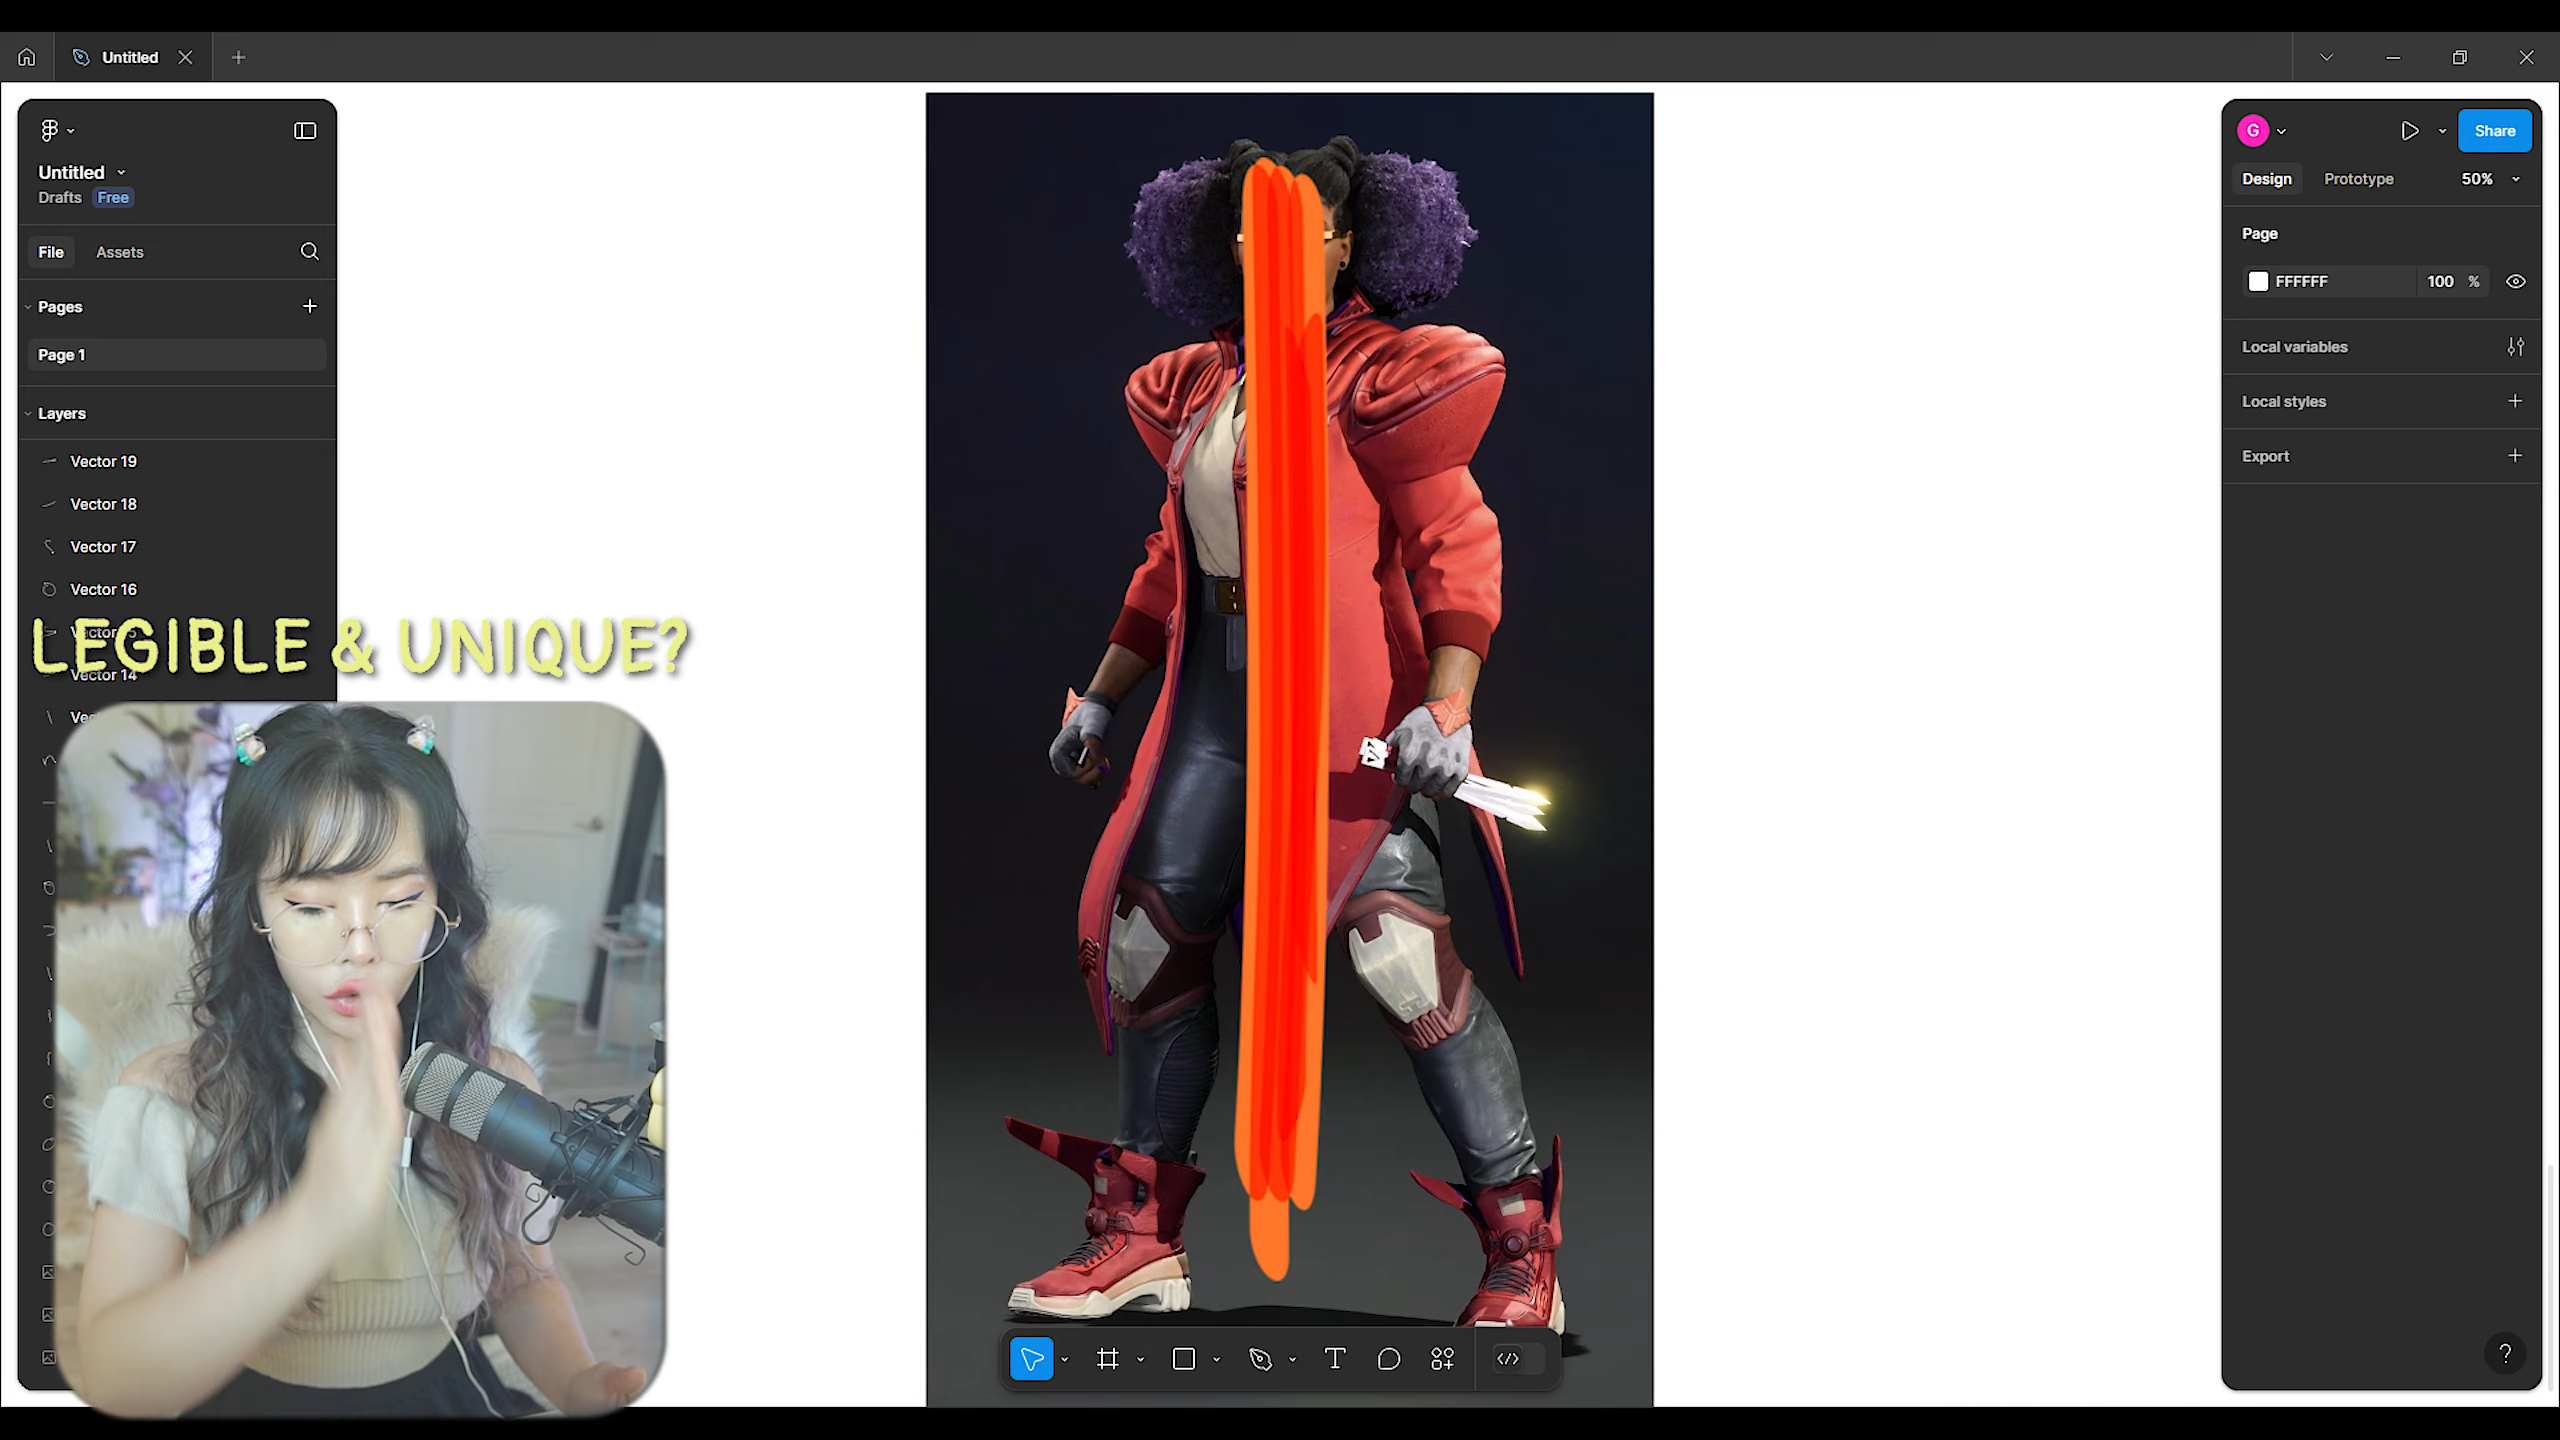 Untitled
Untitled
Drafts Free
File Assets
Pages
Page 1
Layers
Vector 19
Vector 18
Vector 17
Vector 16
Vector 14
LEGIBLE & UNIQUE?
G
Share
Design Prototype 50%
Page
FFFFFF 100 %
Local variables
Local styles
Export
?